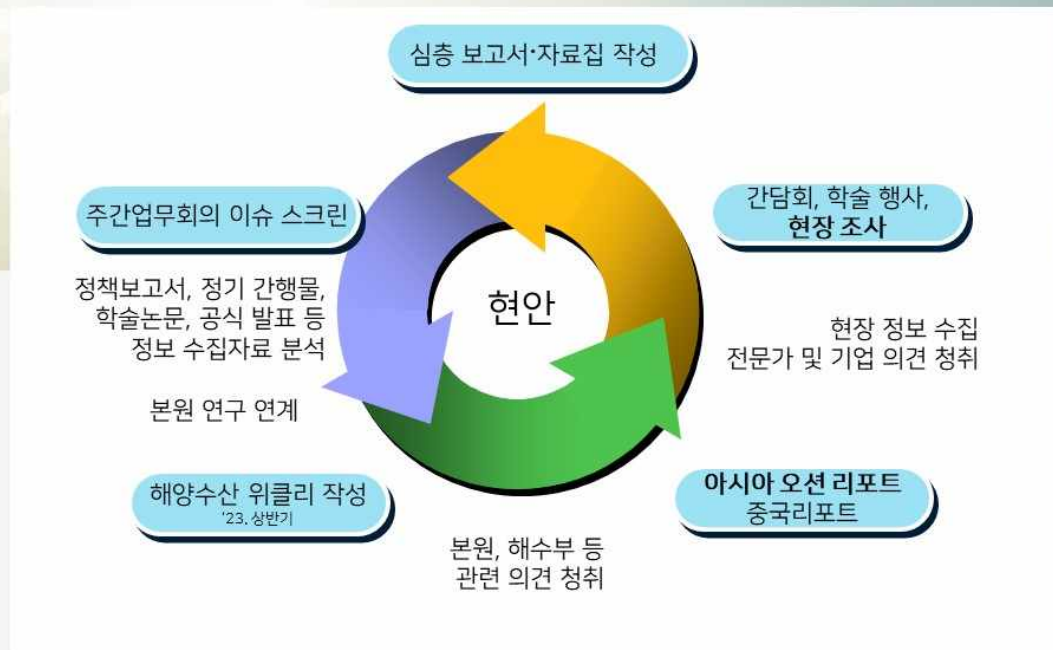 심층 보고서·자료집 작성
주간업무회의 이슈 스크린
정책보고서, 정기 간행물,
학술논문, 공식 발표 등
정보 수집자료 분석
본원 연구 연계
간담회, 학술 행사,
현장 조사
현장 정보 수집
전문가 및 기업 의견 청취
현안
해양수산 위클리 작성
'23. 상반기
본원, 해수부 등
관련 의견 청취
아시아 오션 리포트
중국리포트